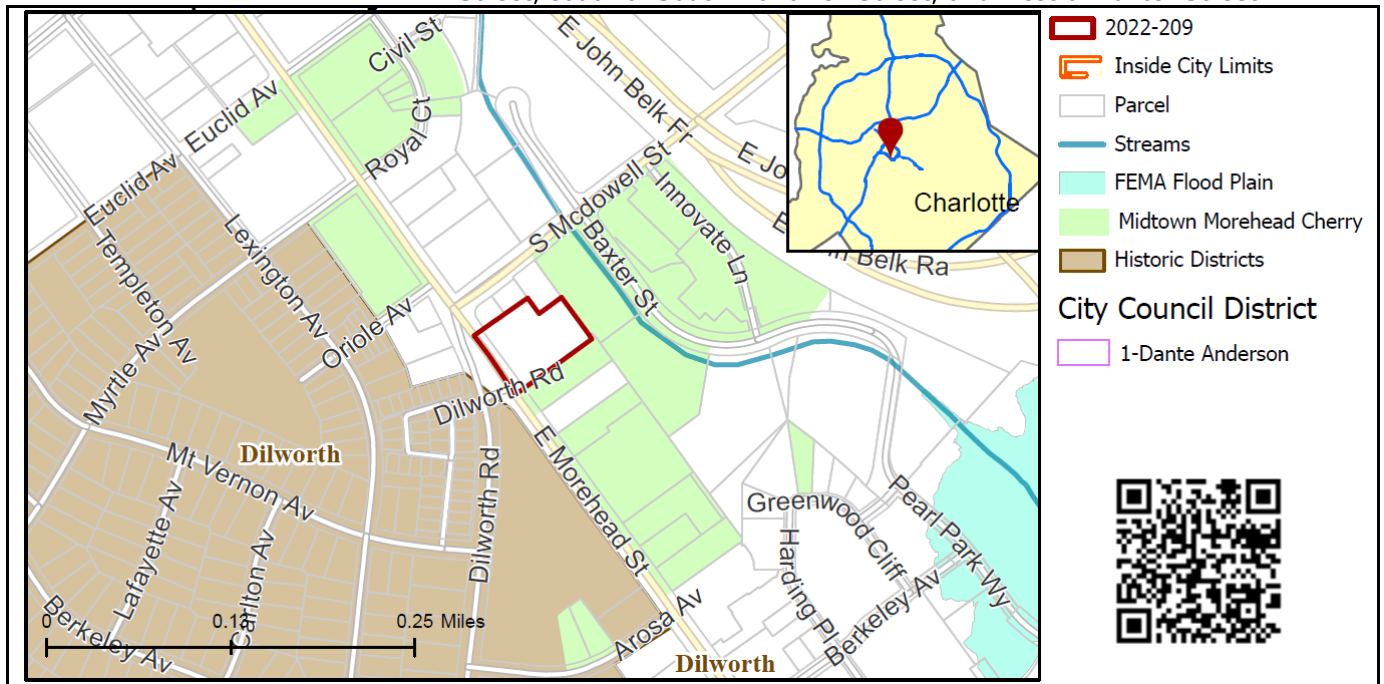 Civil St
E John Belk Fr
Euclid Av
Royal Ct
E Jo
Charlotte
Euclid Av
S Mcdowell St
Innovate Ln
Belk Ra
Templeton Av
Lexington Av
Baxter St
Oriole Av
Myrtle Av
Dilworth Rd
Dilworth
Mt Vernon Av
E Morehead St
Dilworth Rd
Greenwood Cliff
Pearl Park Wy
Lafayette Av
Carlton Av
Harding Pl
Berkeley Av
Berkeley Av
Arosa Av
Dilworth
0 0.13 0.25 Miles
2022-209
Inside City Limits
Parcel
Streams
FEMA Flood Plain
Midtown Morehead Cherry
Historic Districts
City Council District
1-Dante Anderson